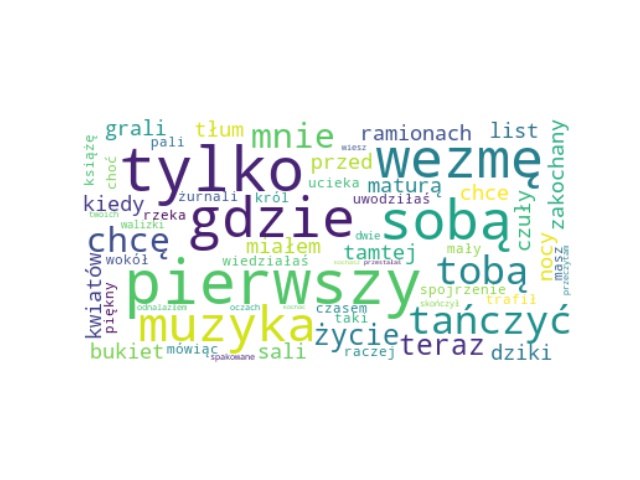 grali tłum mnie ramionach list
pali
książę choć tylko przed wezmę zakochany
wiesz
ucieka maturą chce
kiedy żurnali król uwodziłaś czuły
twoich rzeka gdzie sobą
walizki dwie
chcę miałem tamtej mały nocy
wokół wiedziałaś przestałaś masz
kwiatów piękny pierwszy tobą spojrzenie przeczytań
odnalazłem oczach czasem skończył trafił
muzyka życie taki tańczyć
bukiet mówiąc sali raczej teraz dziki
spakowane